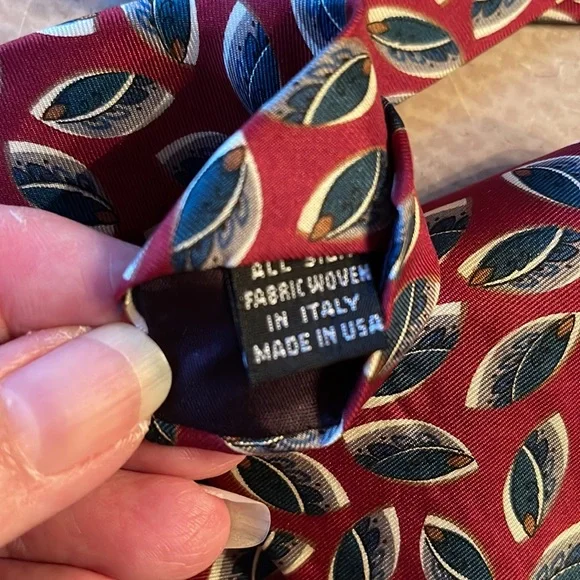 ALL SILK
FABRIC WOVEN
IN ITALY
MADE IN USA